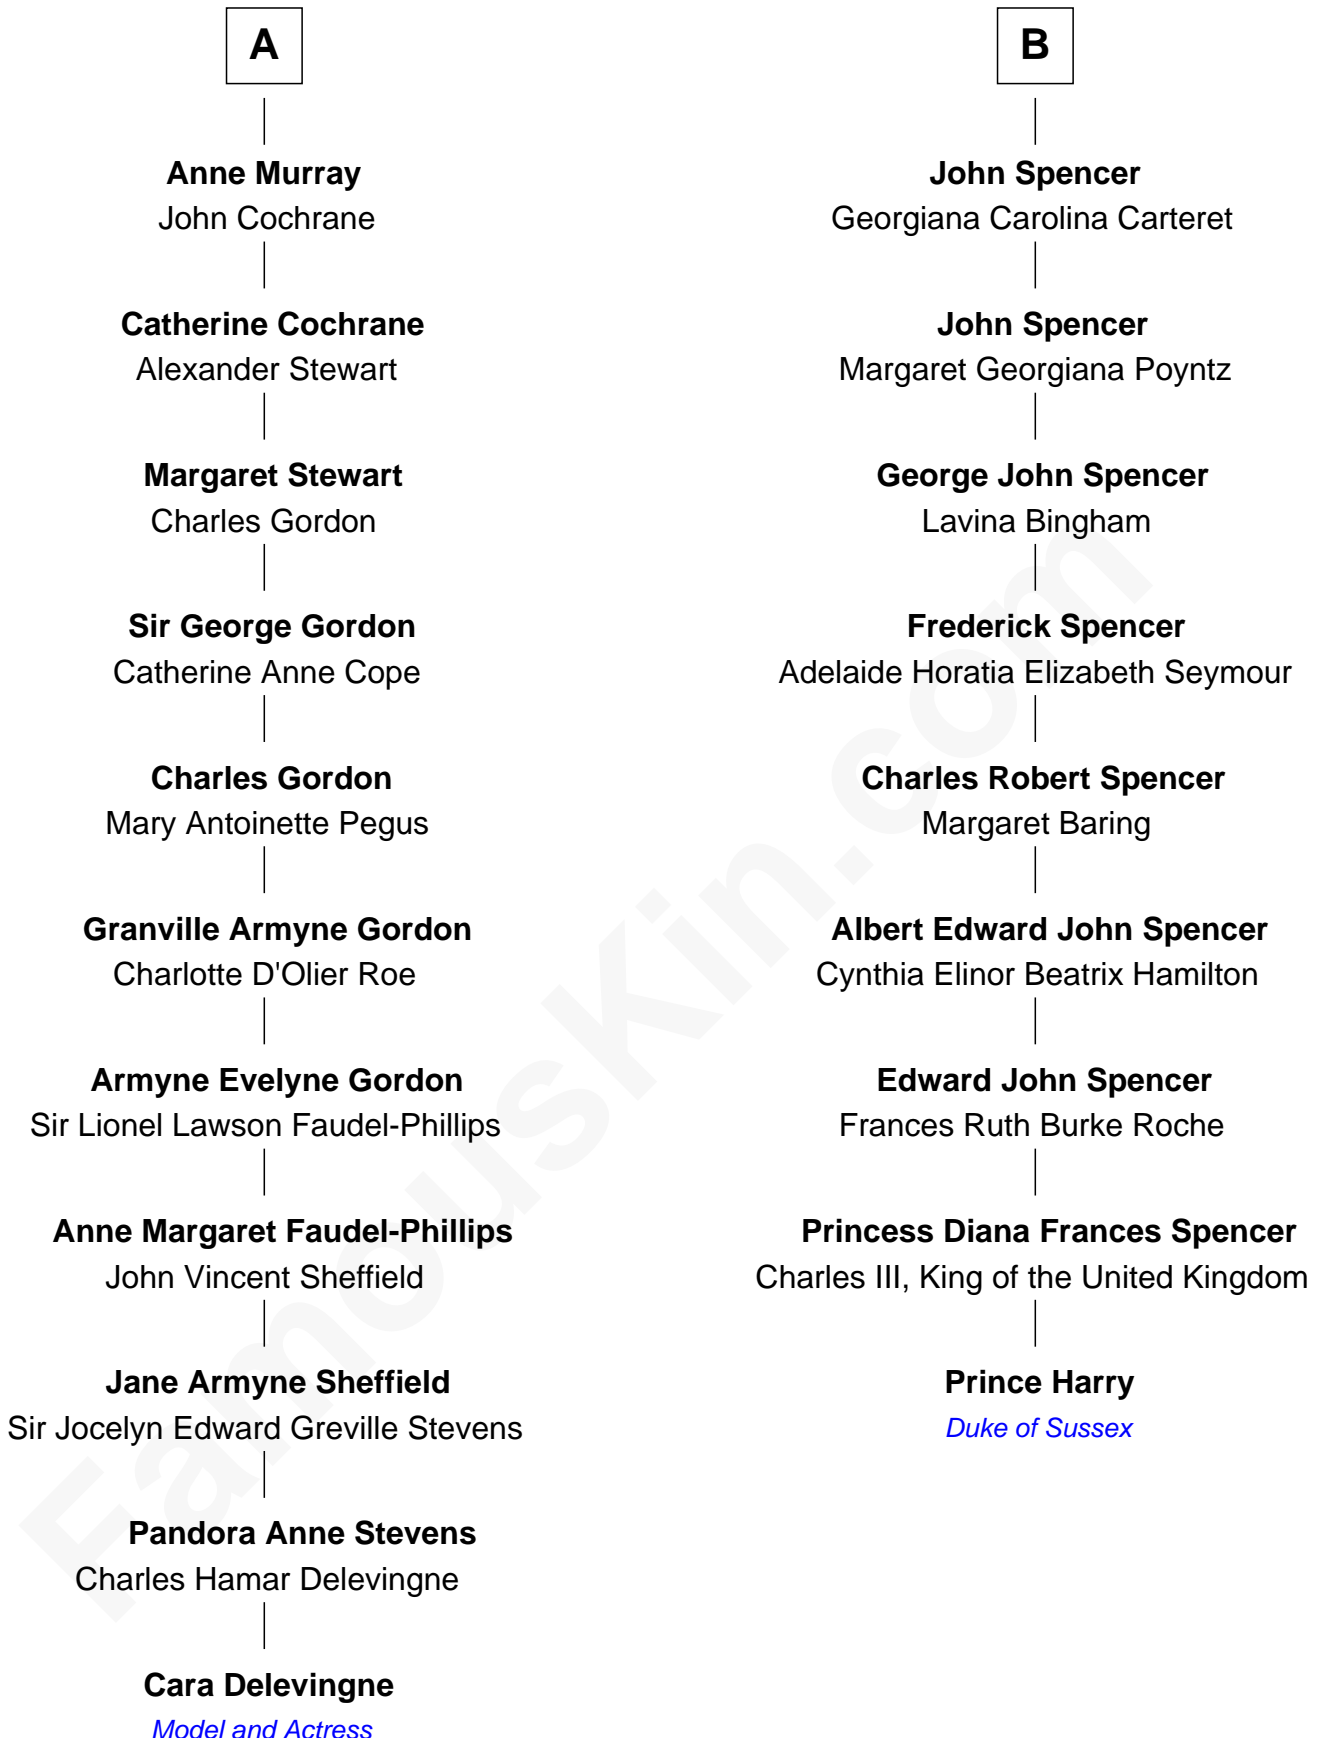 A
Anne Murray
John Cochrane
Catherine Cochrane
Alexander Stewart
Margaret Stewart
Charles Gordon
Sir George Gordon
Catherine Anne Cope
Charles Gordon
Mary Antoinette Pegus
Granville Armyne Gordon
Charlotte D'Olier Roe
Armyne Evelyne Gordon
Sir Lionel Lawson Faudel-Phillips
Anne Margaret Faudel-Phillips
John Vincent Sheffield
Jane Armyne Sheffield
Sir Jocelyn Edward Greville Stevens
Pandora Anne Stevens
Charles Hamar Delevingne
Cara Delevingne
Model and Actress
B
John Spencer
Georgiana Carolina Carteret
John Spencer
Margaret Georgiana Poyntz
George John Spencer
Lavina Bingham
Frederick Spencer
Adelaide Horatia Elizabeth Seymour
Charles Robert Spencer
Margaret Baring
Albert Edward John Spencer
Cynthia Elinor Beatrix Hamilton
Edward John Spencer
Frances Ruth Burke Roche
Princess Diana Frances Spencer
Charles III, King of the United Kingdom
Prince Harry
Duke of Sussex
FamousKin.com